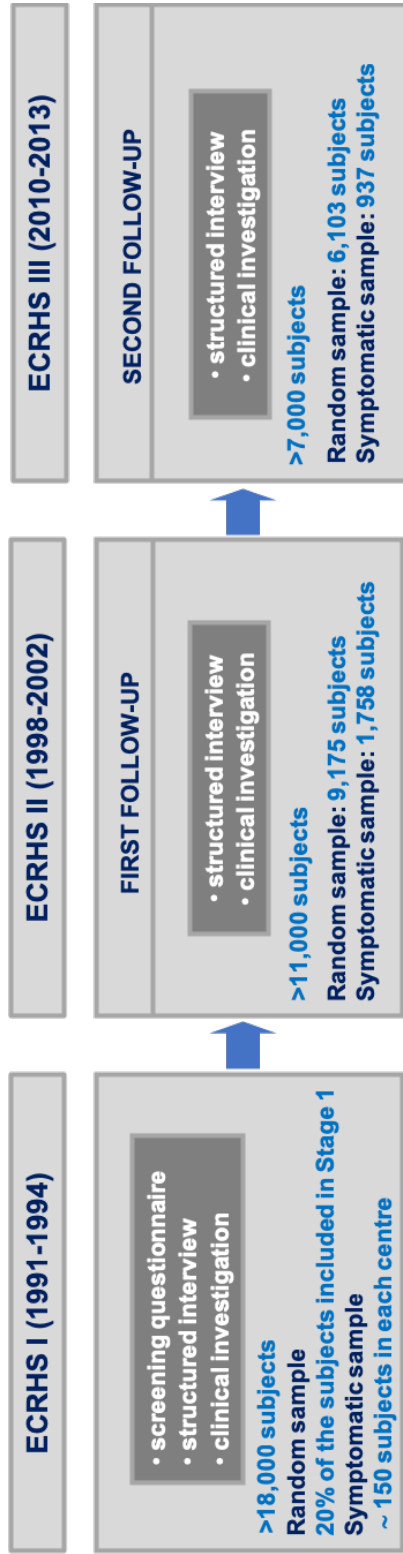 ECRHS I (1991-1994)
• screening questionnaire
• structured interview
• clinical investigation
>18,000 subjects
Random sample
20% of the subjects included in Stage 1
Symptomatic sample
~ 150 subjects in each centre
ECRHS II (1998-2002)
FIRST FOLLOW-UP
• structured interview
• clinical investigation
>11,000 subjects
Random sample: 9,175 subjects
Symptomatic sample: 1,758 subjects
ECRHS III (2010-2013)
SECOND FOLLOW-UP
• structured interview
• clinical investigation
>7,000 subjects
Random sample: 6,103 subjects
Symptomatic sample: 937 subjects